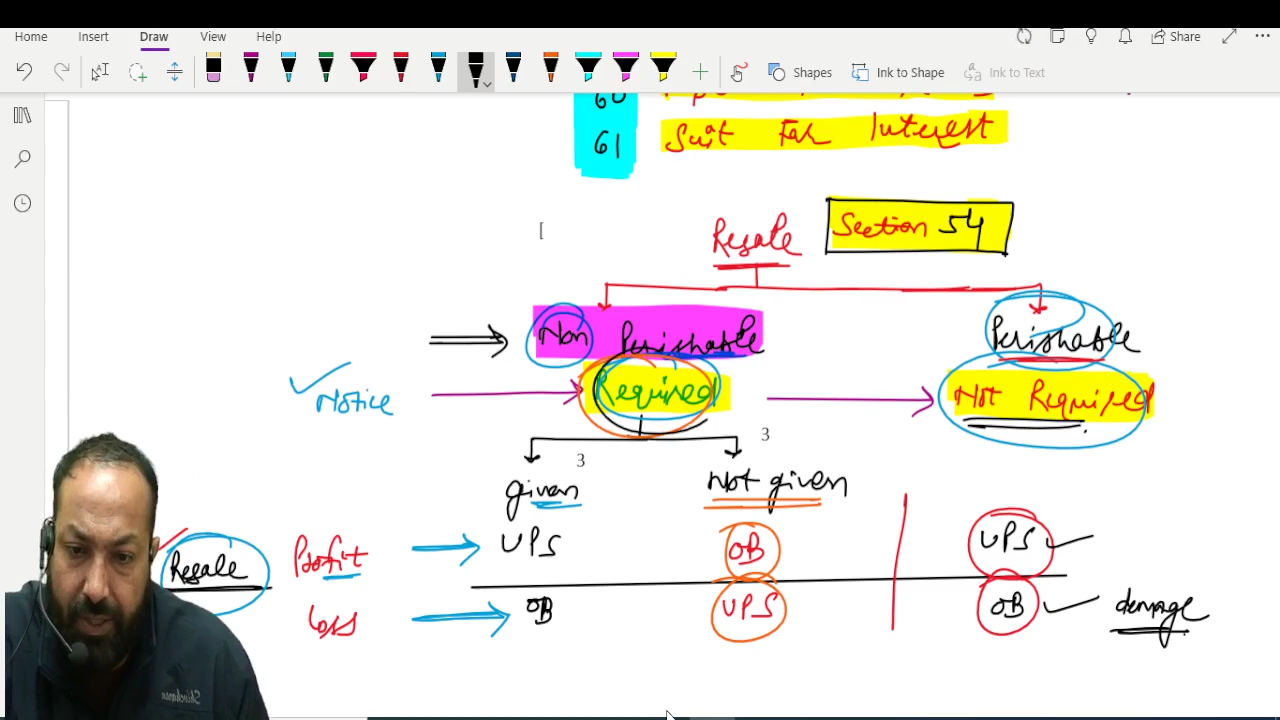 Home Insert Draw View Help
Share
Shapes Ink to Shape Ink to Text
60
61 Suit For Interest
[
Resale Section 54
Non Perishable Perishable
Notice Required Not Required
3
3
given Not given
Resale Profit UPS OB UPS
Loss OB UPS OB damage